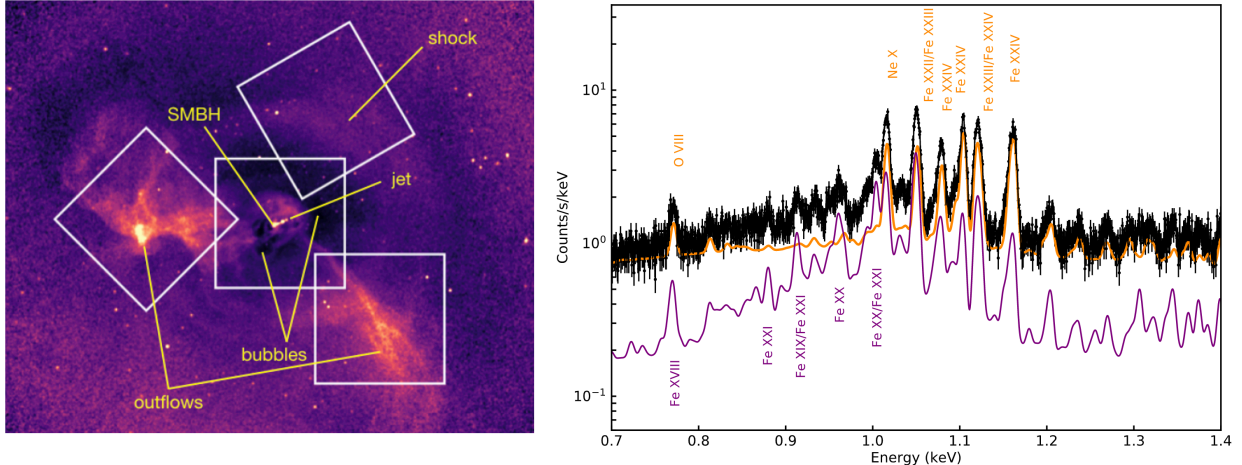 shock
SMBH
jet
bubbles
outflows
Counts/s/keV
10¹
10⁰
10⁻¹
O VIII
Ne X
Fe XXII/Fe XXIII
Fe XXIV
Fe XXIV
Fe XXIII/Fe XXIV
Fe XXIV
Fe XVIII
Fe XXI
Fe XIX/Fe XXI
Fe XX
Fe XX/Fe XXI
0.7 0.8 0.9 1.0 1.1 1.2 1.3 1.4
Energy (keV)